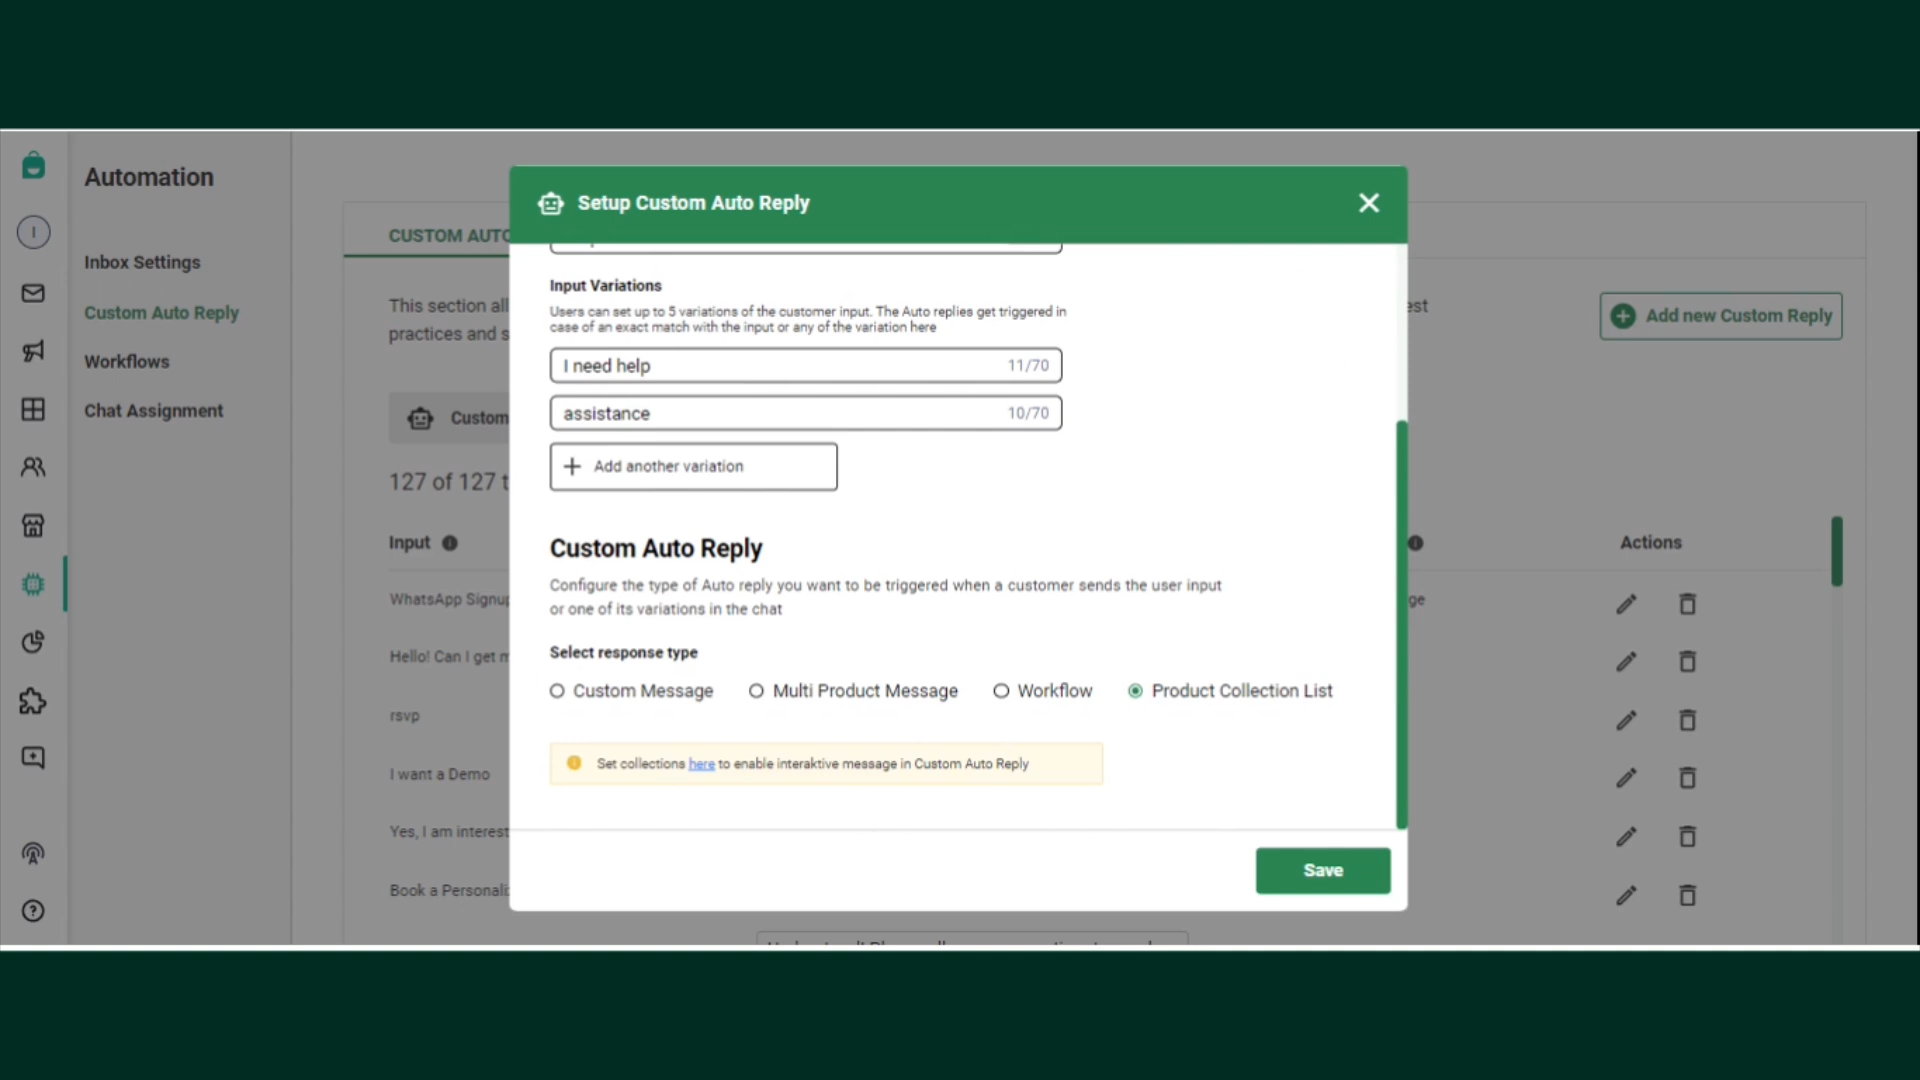 Automation
Inbox Settings
Custom Auto Reply
Workflows
Chat Assignment
I
CUSTOM AUTO
This section all
est
practices and s
Add new Custom Reply
Custom
127 of 127 t
Input
Actions
WhatsApp Signup
ge
Hello! Can I get m
rsvp
I want a Demo
Yes, I am interest
Book a Personaliz
Setup Custom Auto Reply
Input Variations
Users can set up to 5 variations of the customer input. The Auto replies get triggered in
case of an exact match with the input or any of the variation here
I need help 11/70
assistance 10/70
Add another variation
Custom Auto Reply
Configure the type of Auto reply you want to be triggered when a customer sends the user input
or one of its variations in the chat
Select response type
Custom Message Multi Product Message Workflow Product Collection List
Set collections here to enable interaktive message in Custom Auto Reply
Save